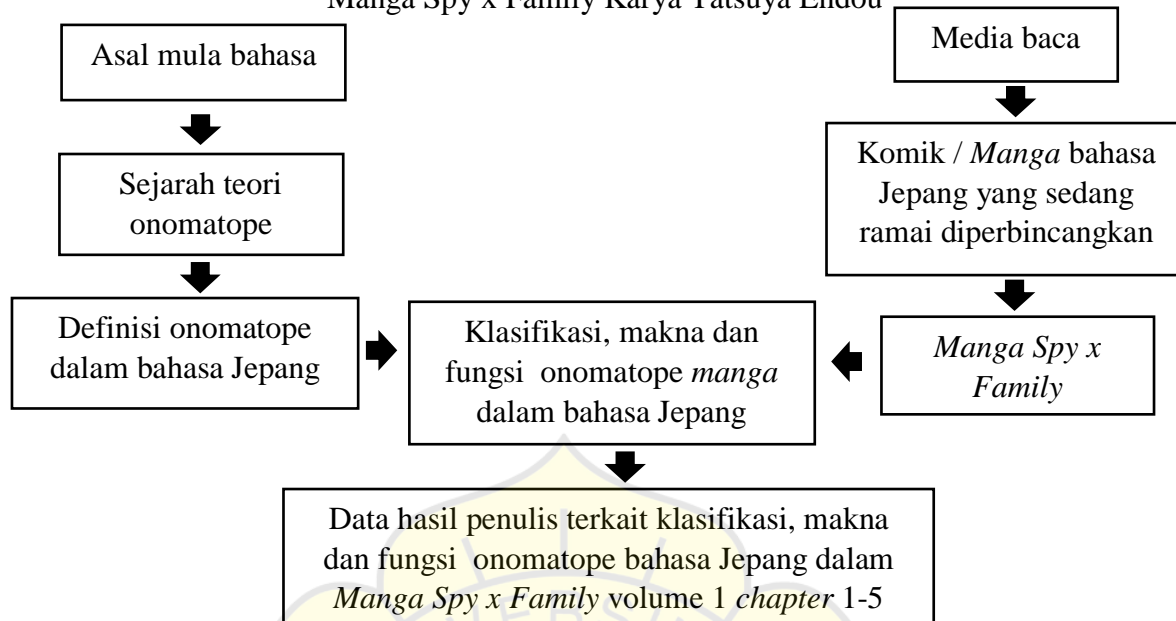 Manga Spy x Family Karya Tatsuya Endou
Asal mula bahasa
Sejarah teori
onomatope
Definisi onomatope
dalam bahasa Jepang
Media baca
Komik / Manga bahasa
Jepang yang sedang
ramai diperbincangkan
Manga Spy x
Family
Klasifikasi, makna dan
fungsi onomatope manga
dalam bahasa Jepang
Data hasil penulis terkait klasifikasi, makna
dan fungsi onomatope bahasa Jepang dalam
Manga Spy x Family volume 1 chapter 1-5